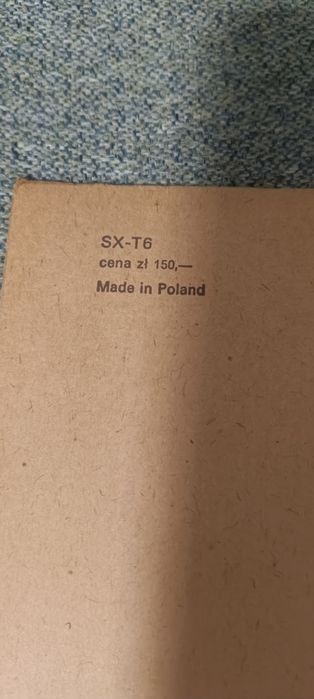 SX-T6
cena zł 150,—
Made in Poland